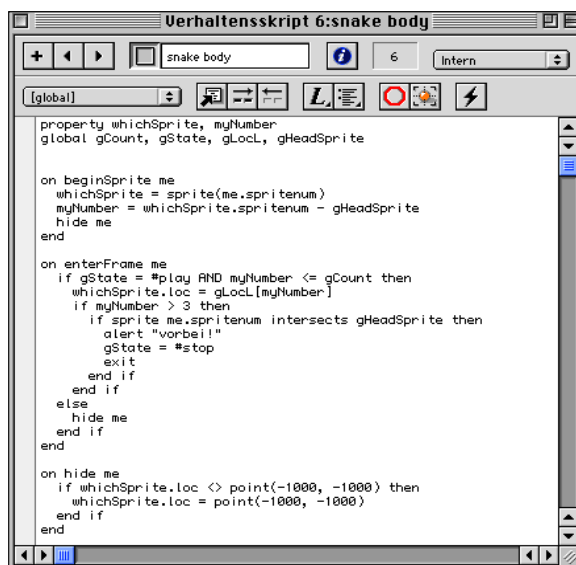 Verhaltensskript 6:snake body
snake body
6
Intern
[global]
property whichSprite, myNumber
global gCount, gState, gLocL, gHeadSprite
on beginSprite me
whichSprite = sprite(me.spritenum)
myNumber = whichSprite.spritenum - gHeadSprite
hide me
end
on enterFrame me
if gState = #play AND myNumber <= gCount then
whichSprite.loc = gLocL[myNumber]
if myNumber > 3 then
if sprite me.spritenum intersects gHeadSprite then
alert "vorbei!"
gState = #stop
exit
end if
end if
else
hide me
end if
end
on hide me
if whichSprite.loc <> point(-1000, -1000) then
whichSprite.loc = point(-1000, -1000)
end if
end